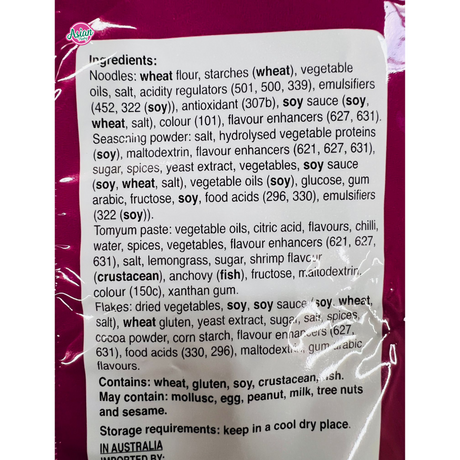 Asian
Ingredients:
Noodles: wheat flour, starches (wheat), vegetable
oils, salt, acidity regulators (501, 500, 339), emulsifiers
(452, 322 (soy)), antioxidant (307b), soy sauce (soy,
wheat, salt), colour (101), flavour enhancers (627, 631).
Seasoning powder: salt, hydrolysed vegetable proteins
(soy), maltodextrin, flavour enhancers (621, 627, 631),
sugar, spices, yeast extract, vegetables, soy sauce
(soy, wheat, salt), vegetable oils (soy), glucose, gum
arabic, fructose, soy, food acids (296, 330), emulsifiers
(322 (soy)).
Tomyum paste: vegetable oils, citric acid, flavours, chilli,
water, spices, vegetables, flavour enhancers (621, 627,
631), salt, lemongrass, sugar, shrimp flavour
(crustacean), anchovy (fish), fructose, maltodextrin,
colour (150c), xanthan gum.
Flakes: dried vegetables, soy, soy sauce (soy, wheat,
salt), wheat gluten, yeast extract, sugar, salt, spices,
cocoa powder, corn starch, flavour enhancers (627,
631), food acids (330, 296), maltodextrin, gum arabic
flavours.
Contains: wheat, gluten, soy, crustacean, fish.
May contain: mollusc, egg, peanut, milk, tree nuts
and sesame.
Storage requirements: keep in a cool dry place.
IN AUSTRALIA
IMPORTED BY: